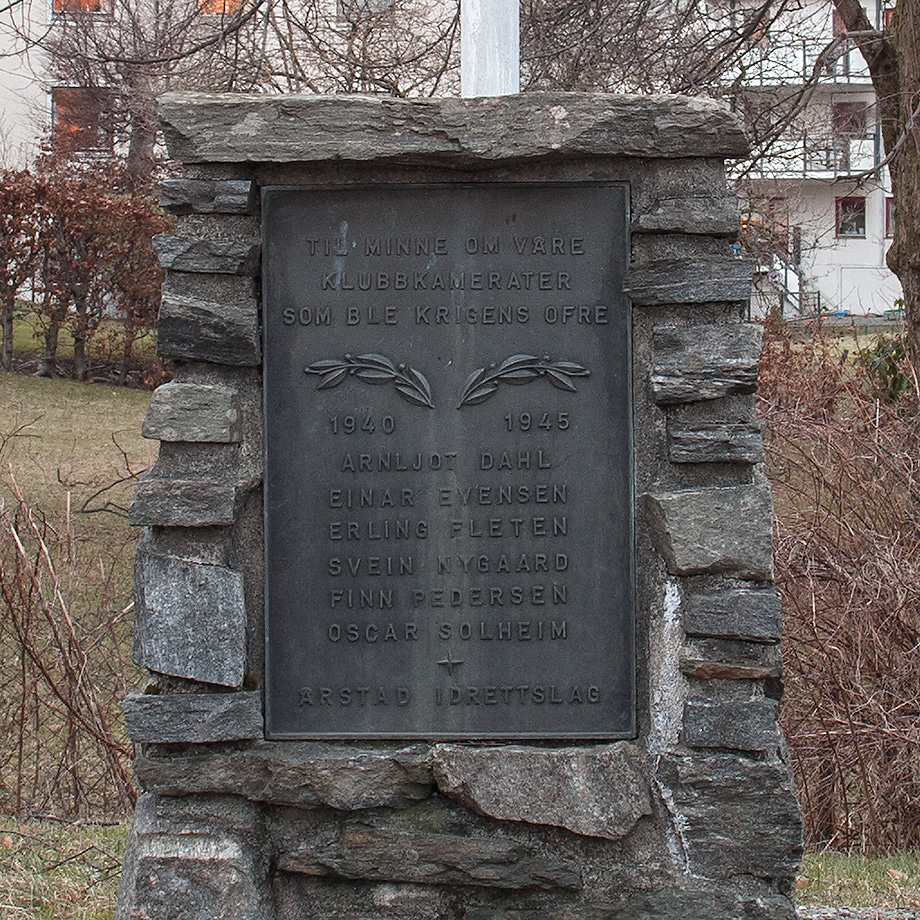 TIL MINNE OM VÅRE
KLUBBKAMERATER
SOM BLE KRIGENS OFRE
1940 1945
ARNLJOT DAHL
EINAR EVENSEN
ERLING FLETEN
SVEIN NYGAARD
FINN PEDERSEN
OSCAR SOLHEIM
ÅRSTAD IDRETTSLAG